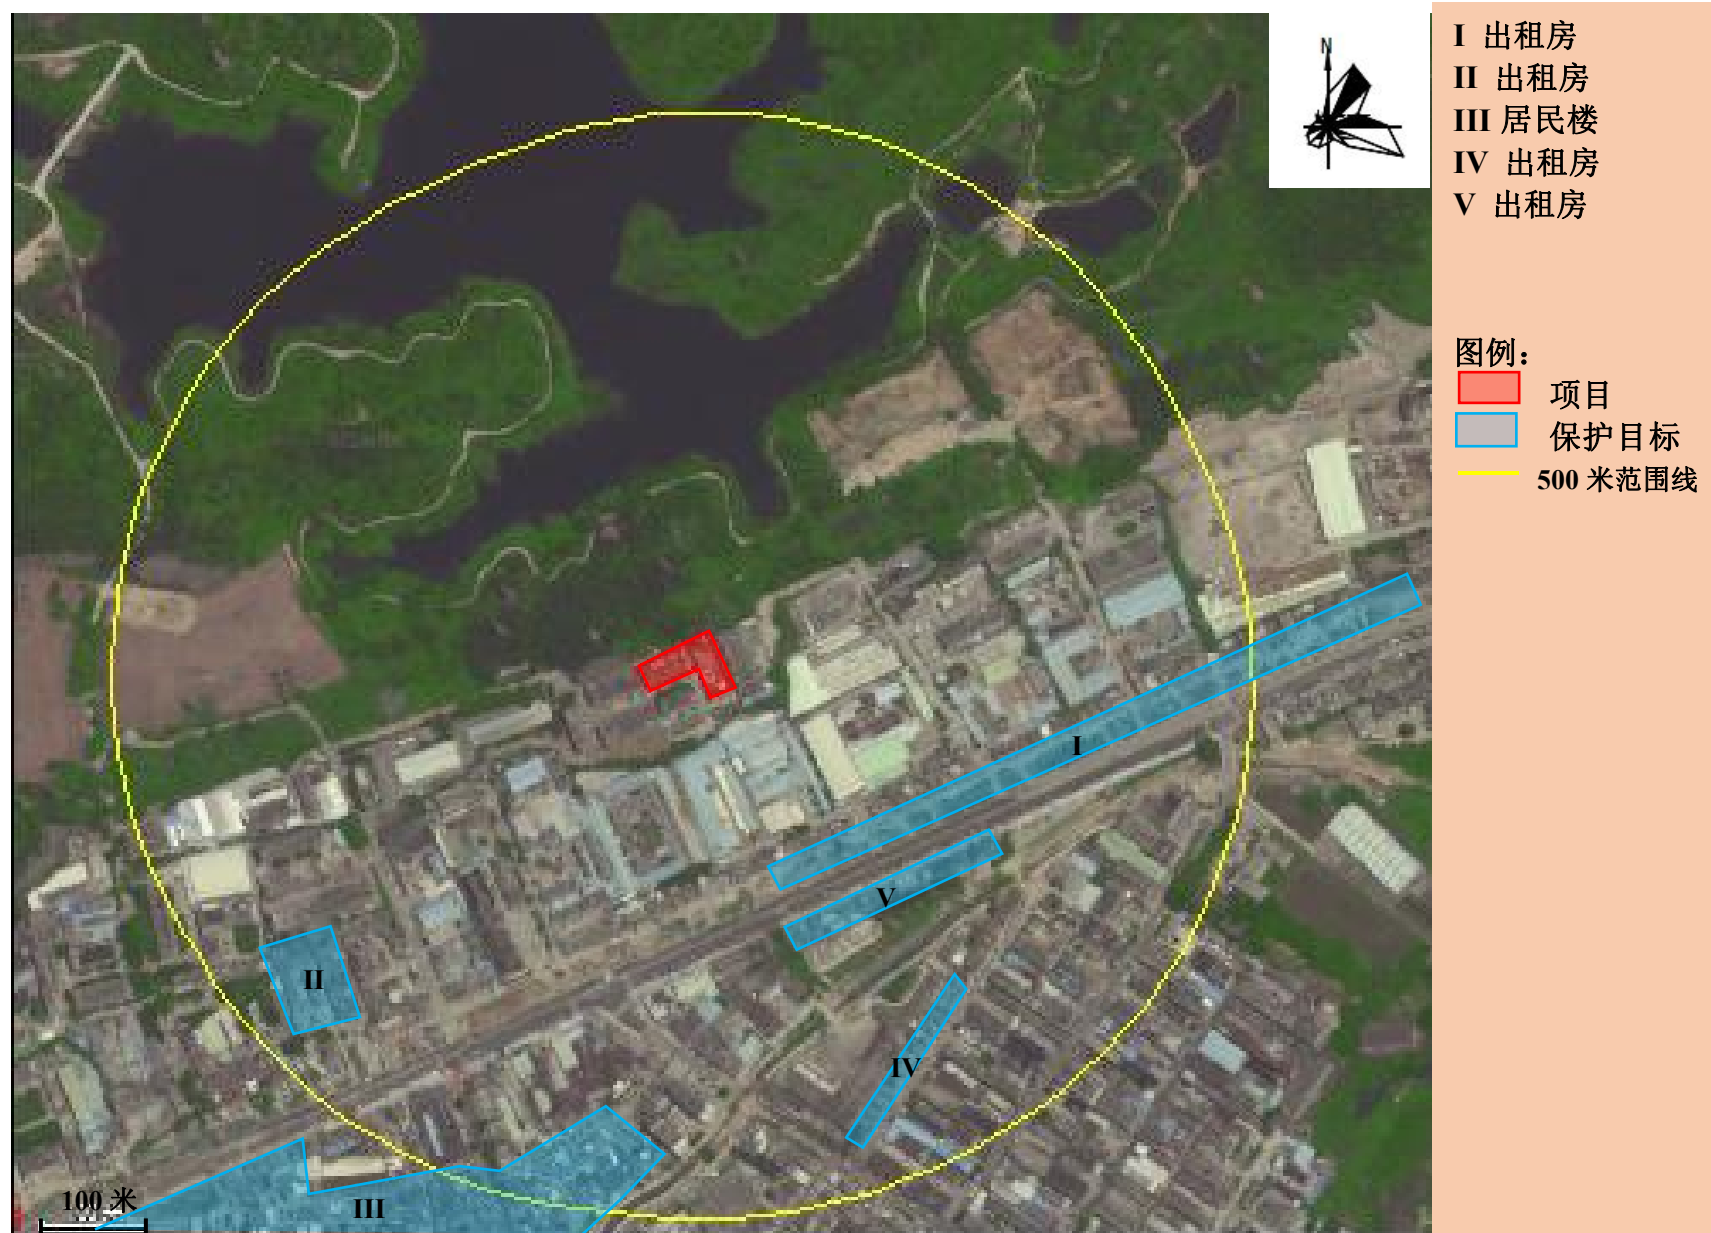 N
I 出租房
II 出租房
III 居民楼
IV 出租房
V 出租房
图例：
项目
保护目标
500 米范围线
I
V
II
IV
III
100 米